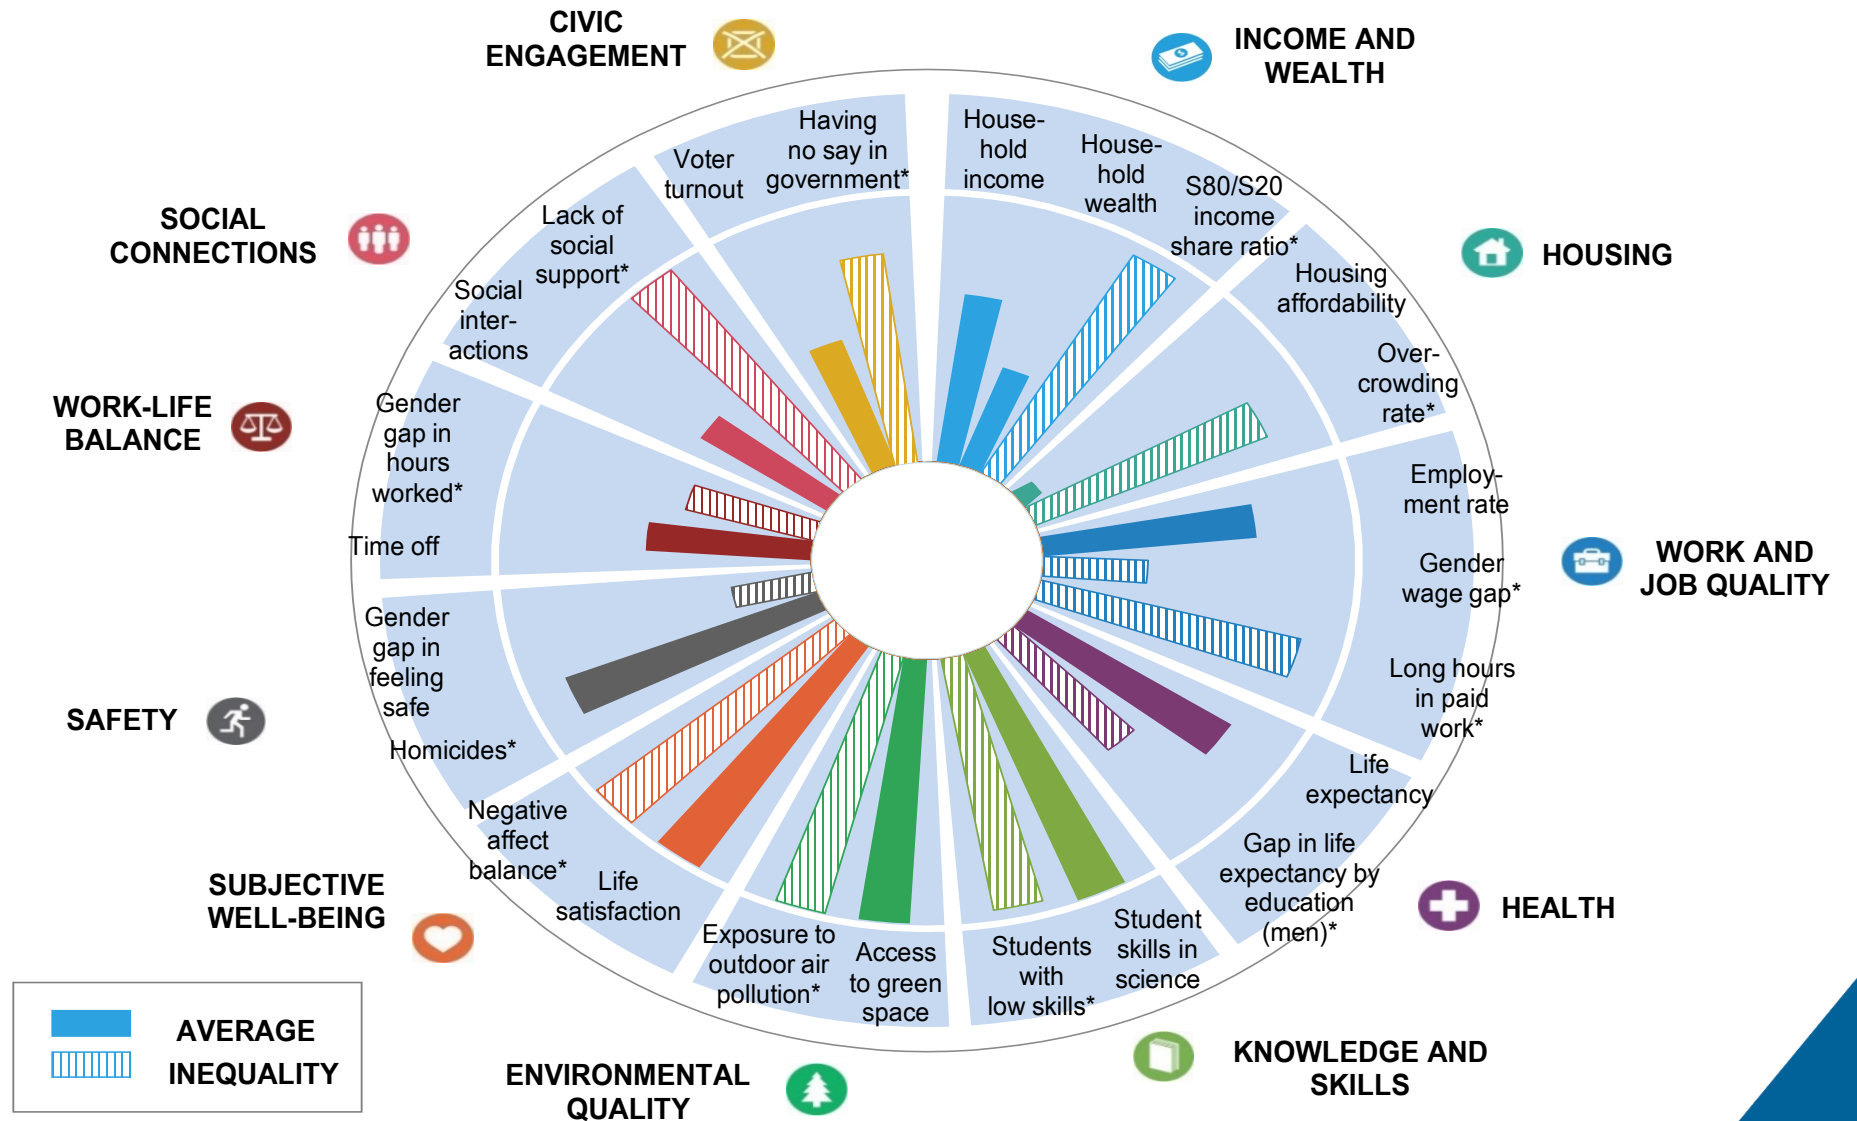 CIVIC
ENGAGEMENT
INCOME AND
WEALTH
HOUSING
WORK AND
JOB QUALITY
HEALTH
KNOWLEDGE AND
SKILLS
ENVIRONMENTAL
QUALITY
SUBJECTIVE
WELL-BEING
SAFETY
WORK-LIFE
BALANCE
SOCIAL
CONNECTIONS
House-
hold
income
House-
hold
wealth
S80/S20
income
share ratio*
Housing
affordability
Over-
crowding
rate*
Employ-
ment rate
Gender
wage gap*
Long hours
in paid
work*
Life
expectancy
Gap in life
expectancy by
education
(men)*
Student
skills in
science
Students
with
low skills*
Access
to green
space
Exposure to
outdoor air
pollution*
Life
satisfaction
Negative
affect
balance*
Homicides*
Gender
gap in
feeling
safe
Time off
Gender
gap in
hours
worked*
Social
inter-
actions
Lack of
social
support*
Voter
turnout
Having
no say in
government*
AVERAGE
INEQUALITY